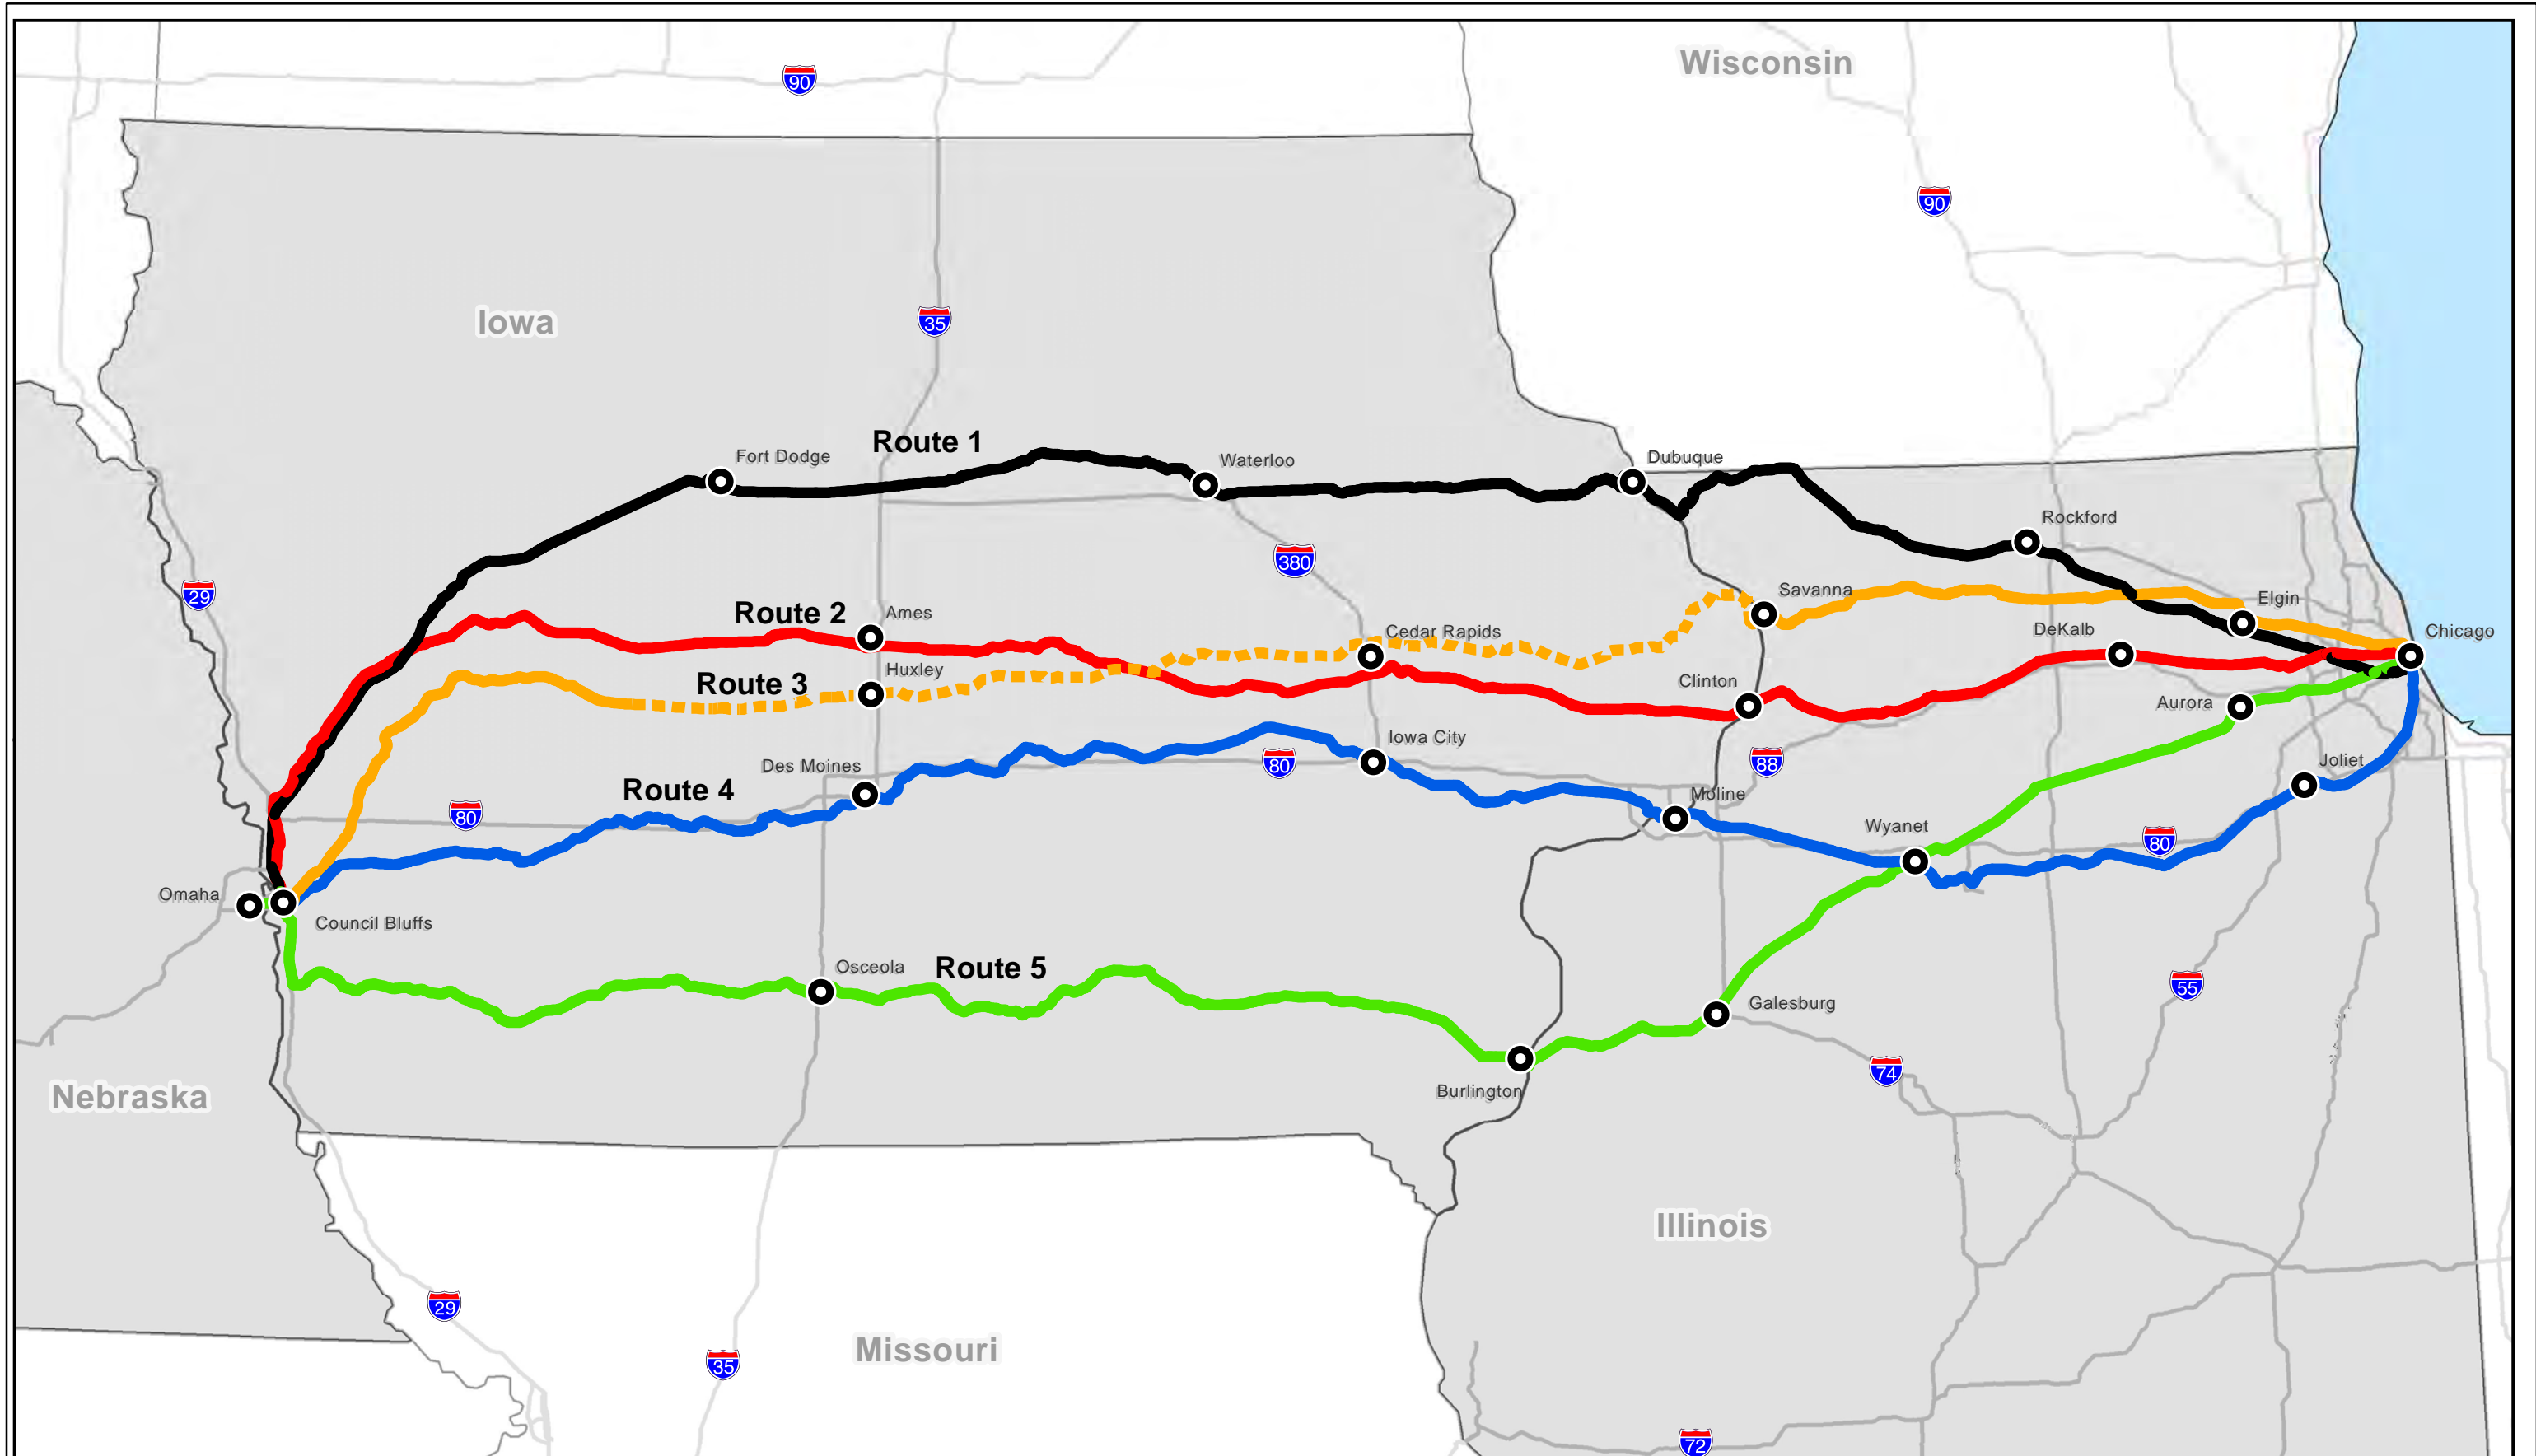 Wisconsin
90
90
Iowa
35
Route 1
Fort Dodge
Waterloo
Dubuque
Rockford
380
29
Route 2
Ames
Savanna
Elgin
Cedar Rapids
DeKalb
Chicago
Route 3
Huxley
Clinton
Aurora
Iowa City
Des Moines
80
88
Joliet
Route 4
Moline
80
Wyanet
80
Omaha
Council Bluffs
Osceola
Route 5
Galesburg
55
Nebraska
Burlington
74
Illinois
29
Missouri
35
72